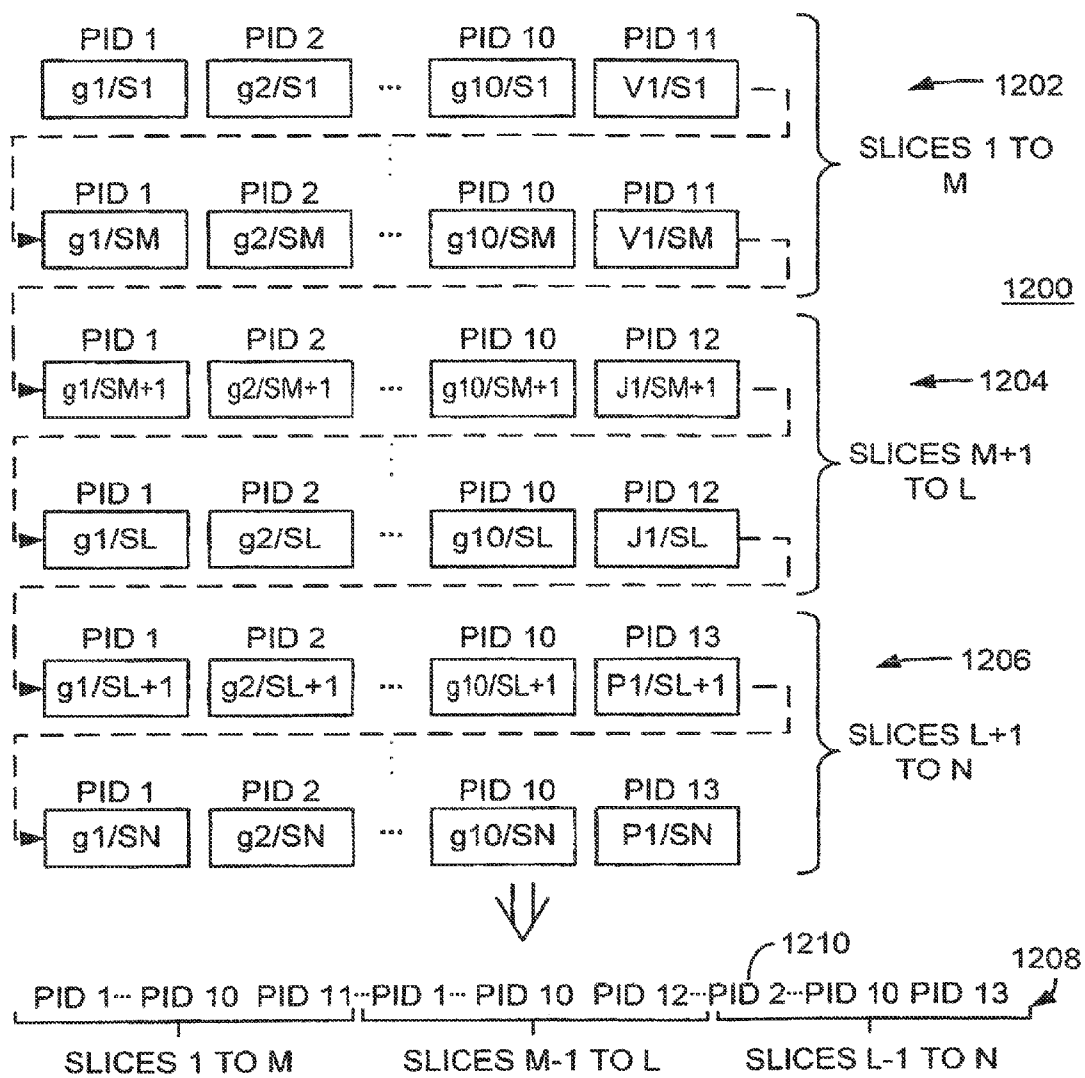 PID 1 PID 2 PID 10 PID 11
g1/S1 g2/S1 ... g10/S1 V1/S1
1202
SLICES 1 TO
M
PID 1 PID 2 PID 10 PID 11
g1/SM g2/SM ... g10/SM V1/SM
1200
PID 1 PID 2 PID 10 PID 12
g1/SM+1 g2/SM+1 ... g10/SM+1 J1/SM+1
1204
SLICES M+1
TO L
PID 1 PID 2 PID 10 PID 12
g1/SL g2/SL ... g10/SL J1/SL
PID 1 PID 2 PID 10 PID 13
g1/SL+1 g2/SL+1 ... g10/SL+1 P1/SL+1
1206
SLICES L+1
TO N
PID 1 PID 2 PID 10 PID 13
g1/SN g2/SN ... g10/SN P1/SN
1210
1208
PID 1... PID 10 PID 11...PID 1... PID 10 PID 12...PID 2...PID 10 PID 13
SLICES 1 TO M SLICES M-1 TO L SLICES L-1 TO N